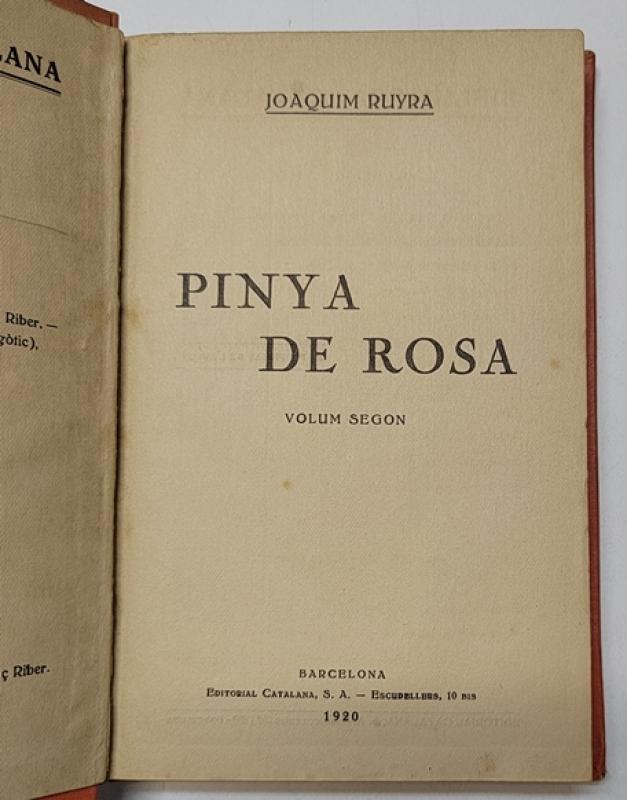 LANA
Riber. —
gòtic),
ç Riber.
JOAQUIM RUYRA
PINYA
DE ROSA
VOLUM SEGON
BARCELONA
EDITORIAL CATALANA, S. A. — ESCUDELLERS, 10 BIS
1920